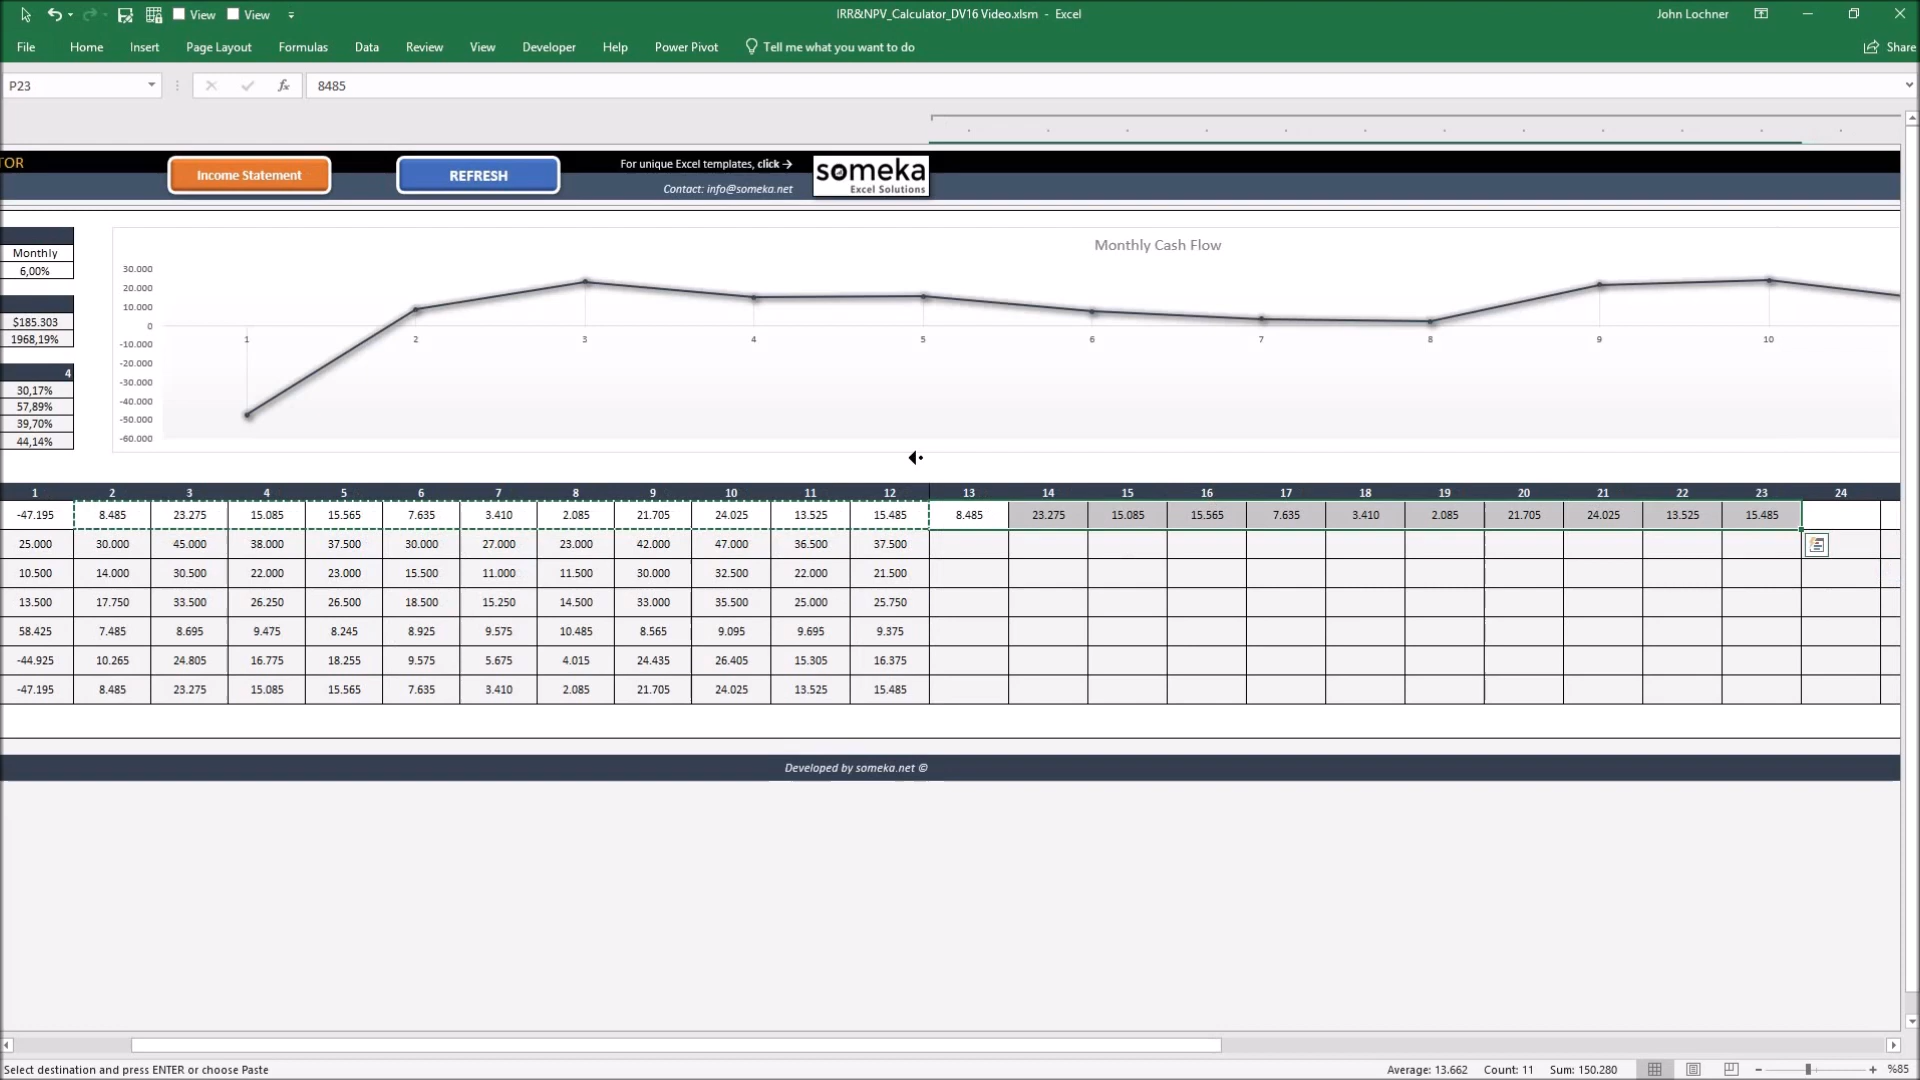 View View IRR&NPV_Calculator_DV16 Video.xlsm - Excel John Lochner
File Home Insert Page Layout Formulas Data Review View Developer Help Power Pivot Tell me what you want to do Share
P23 fx 8485
TOR Income Statement REFRESH For unique Excel templates, click → someka
Contact: info@someka.net Excel Solutions
Monthly
6,00%
$185.303
1968,19%
4
30,17%
57,89%
39,70%
44,14%
Monthly Cash Flow
30.000
20.000
10.000
0
-10.000
-20.000
-30.000
-40.000
-50.000
-60.000
1 2 3 4 5 6 7 8 9 10
1 2 3 4 5 6 7 8 9 10 11 12 13 14 15 16 17 18 19 20 21 22 23 24
-47.195 8.485 23.275 15.085 15.565 7.635 3.410 2.085 21.705 24.025 13.525 15.485 8.485 23.275 15.085 15.565 7.635 3.410 2.085 21.705 24.025 13.525 15.485
25.000 30.000 45.000 38.000 37.500 30.000 27.000 23.000 42.000 47.000 36.500 37.500
10.500 14.000 30.500 22.000 23.000 15.500 11.000 11.500 30.000 32.500 22.000 21.500
13.500 17.750 33.500 26.250 26.500 18.500 15.250 14.500 33.000 35.500 25.000 25.750
58.425 7.485 8.695 9.475 8.245 8.925 9.575 10.485 8.565 9.095 9.695 9.375
-44.925 10.265 24.805 16.775 18.255 9.575 5.675 4.015 24.435 26.405 15.305 16.375
-47.195 8.485 23.275 15.085 15.565 7.635 3.410 2.085 21.705 24.025 13.525 15.485
Developed by someka.net ©
Select destination and press ENTER or choose Paste Average: 13.662 Count: 11 Sum: 150.280 %85